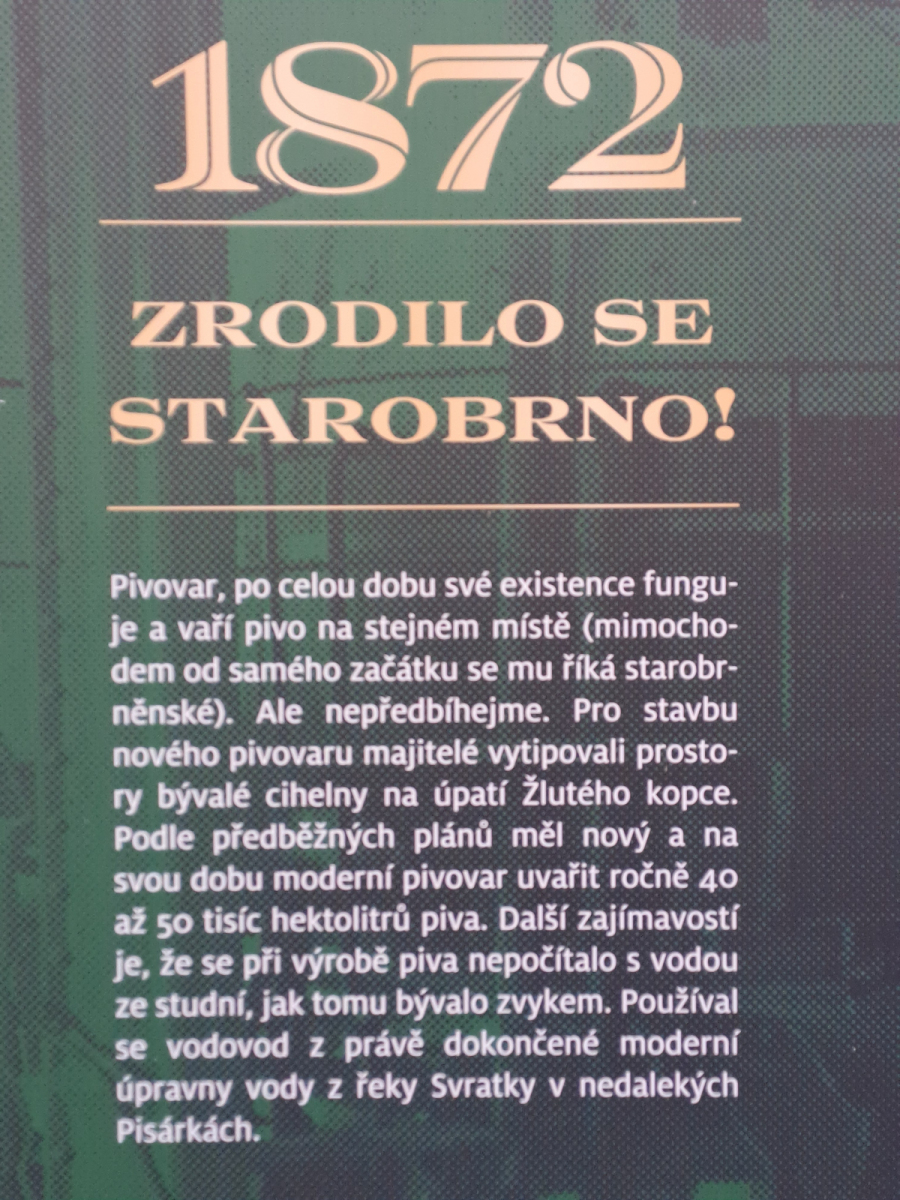 1872
ZRODILO SE
STAROBRNO!
Pivovar, po celou dobu své existence fungu-
je a vaří pivo na stejném místě (mimocho-
dem od samého začátku se mu říká starobr-
něnské). Ale nepředbíhejme. Pro stavbu
nového pivovaru majitelé vytipovali prosto-
ry bývalé cihelny na úpatí Žlutého kopce.
Podle předběžných plánů měl nový a na
svou dobu moderní pivovar uvařit ročně 40
až 50 tisíc hektolitrů piva. Další zajímavostí
je, že se při výrobě piva nepočítalo s vodou
ze studní, jak tomu bývalo zvykem. Používal
se vodovod z právě dokončené moderní
úpravny vody z řeky Svratky v nedalekých
Pisárkách.